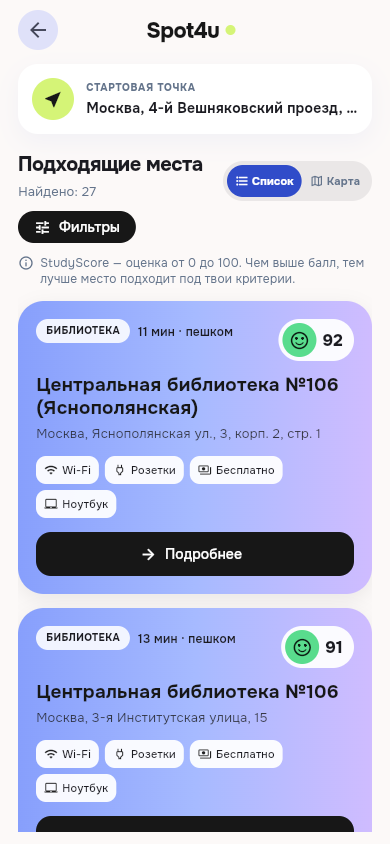 Spot4u
СТАРТОВАЯ ТОЧКА
Москва, 4-й Вешняковский проезд, ...
Подходящие места
Найдено: 27
Список
Карта
Фильтры
StudyScore — оценка от 0 до 100. Чем выше балл, тем
лучше место подходит под твои критерии.
БИБЛИОТЕКА
11 мин · пешком
92
Центральная библиотека №106
(Яснополянская)
Москва, Яснополянская ул., 3, корп. 2, стр. 1
Wi-Fi
Розетки
Бесплатно
Ноутбук
Подробнее
БИБЛИОТЕКА
13 мин · пешком
91
Центральная библиотека №106
Москва, 3-я Институтская улица, 15
Wi-Fi
Розетки
Бесплатно
Ноутбук